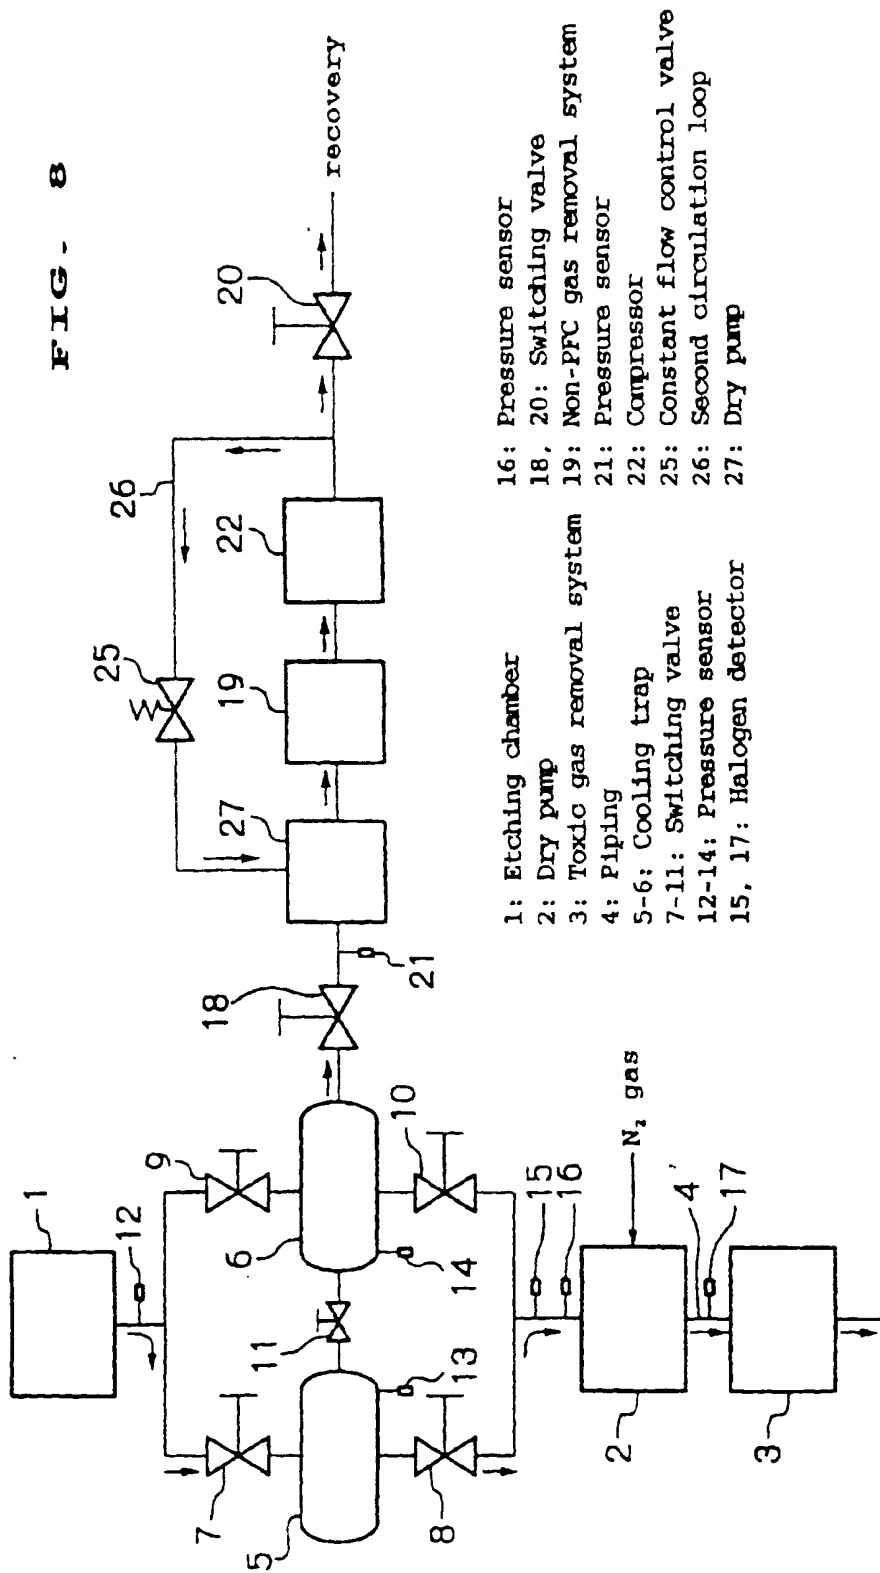 FIG. 8
1
12
9
7
5
6
11
13
14
8
10
15
16
N₂ gas
2
4
17
3
18
21
27
25
26
19
22
20
recovery
1: Etching chamber
2: Dry pump
3: Toxic gas removal system
4: Piping
5-6: Cooling trap
7-11: Switching valve
12-14: Pressure sensor
15, 17: Halogen detector
16: Pressure sensor
18, 20: Switching valve
19: Non-PFC gas removal system
21: Pressure sensor
22: Compressor
25: Constant flow control valve
26: Second circulation loop
27: Dry pump